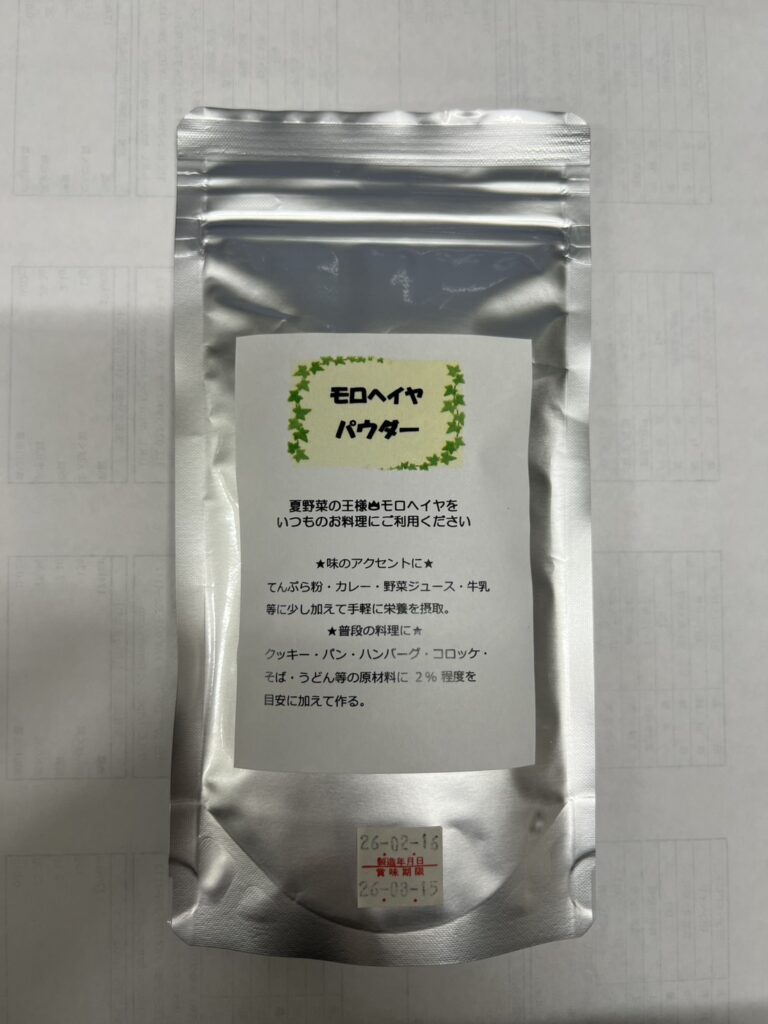 モロヘイヤ
パウダー
夏野菜の王様モロヘイヤを
いつものお料理にご利用ください
★味のアクセントに★
てんぷら粉・カレー・野菜ジュース・牛乳
等に少し加えて手軽に栄養を摂取。
★普段の料理に★
クッキー・パン・ハンバーグ・コロッケ・
そば・うどん等の原材料に 2% 程度を
目安に加えて作る。
26-02-16
製造年月日
賞味期限
26-08-15